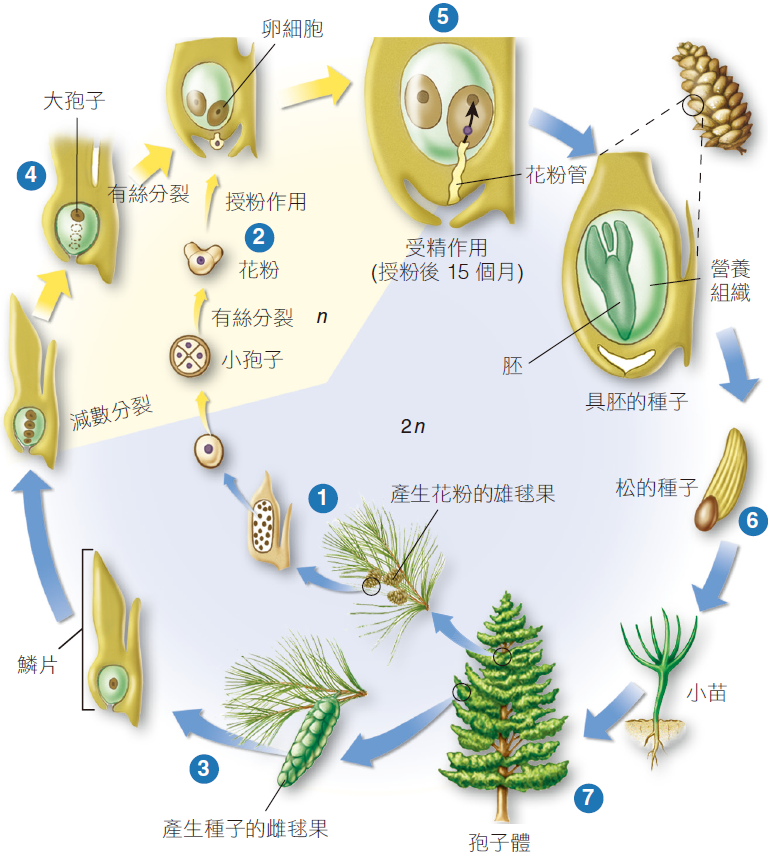 5
卵細胞
大孢子
4
有絲分裂
授粉作用
2
花粉
花粉管
受精作用
(授粉後 15 個月)
營養
組織
胚
具胚的種子
有絲分裂
n
小孢子
減數分裂
2n
1
產生花粉的雄毬果
松的種子
6
鱗片
小苗
3
7
產生種子的雌毬果
孢子體